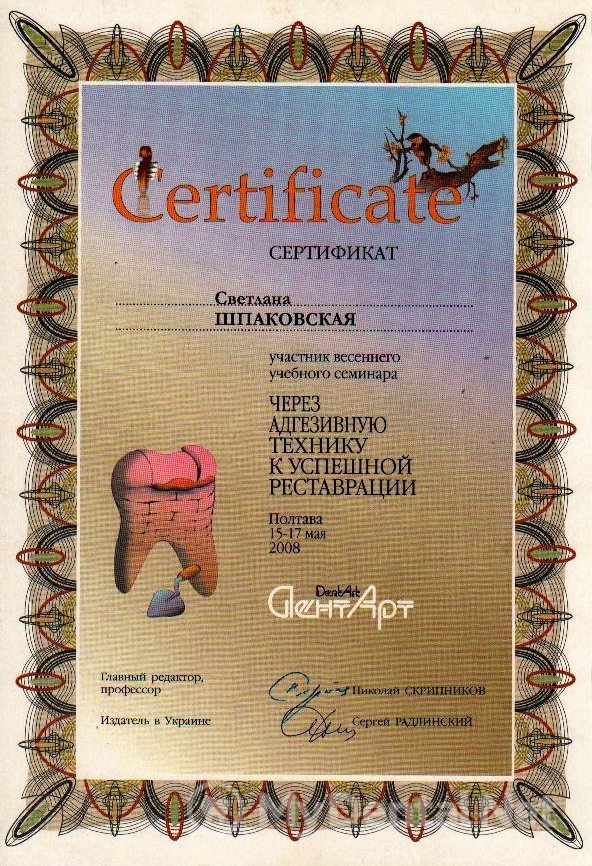 Certificate
СЕРТИФИКАТ
Светлана
ШПАКОВСКАЯ
участник весеннего
учебного семинара
ЧЕРЕЗ
АДГЕЗИВНУЮ
ТЕХНИКУ
К УСПЕШНОЙ
РЕСТАВРАЦИИ
Полтава
15-17 мая
2008
DentArt
ДентАрт
Главный редактор,
профессор
Николай СКРИПНИКОВ
Издатель в Украине
Сергей РАДЛИНСКИЙ